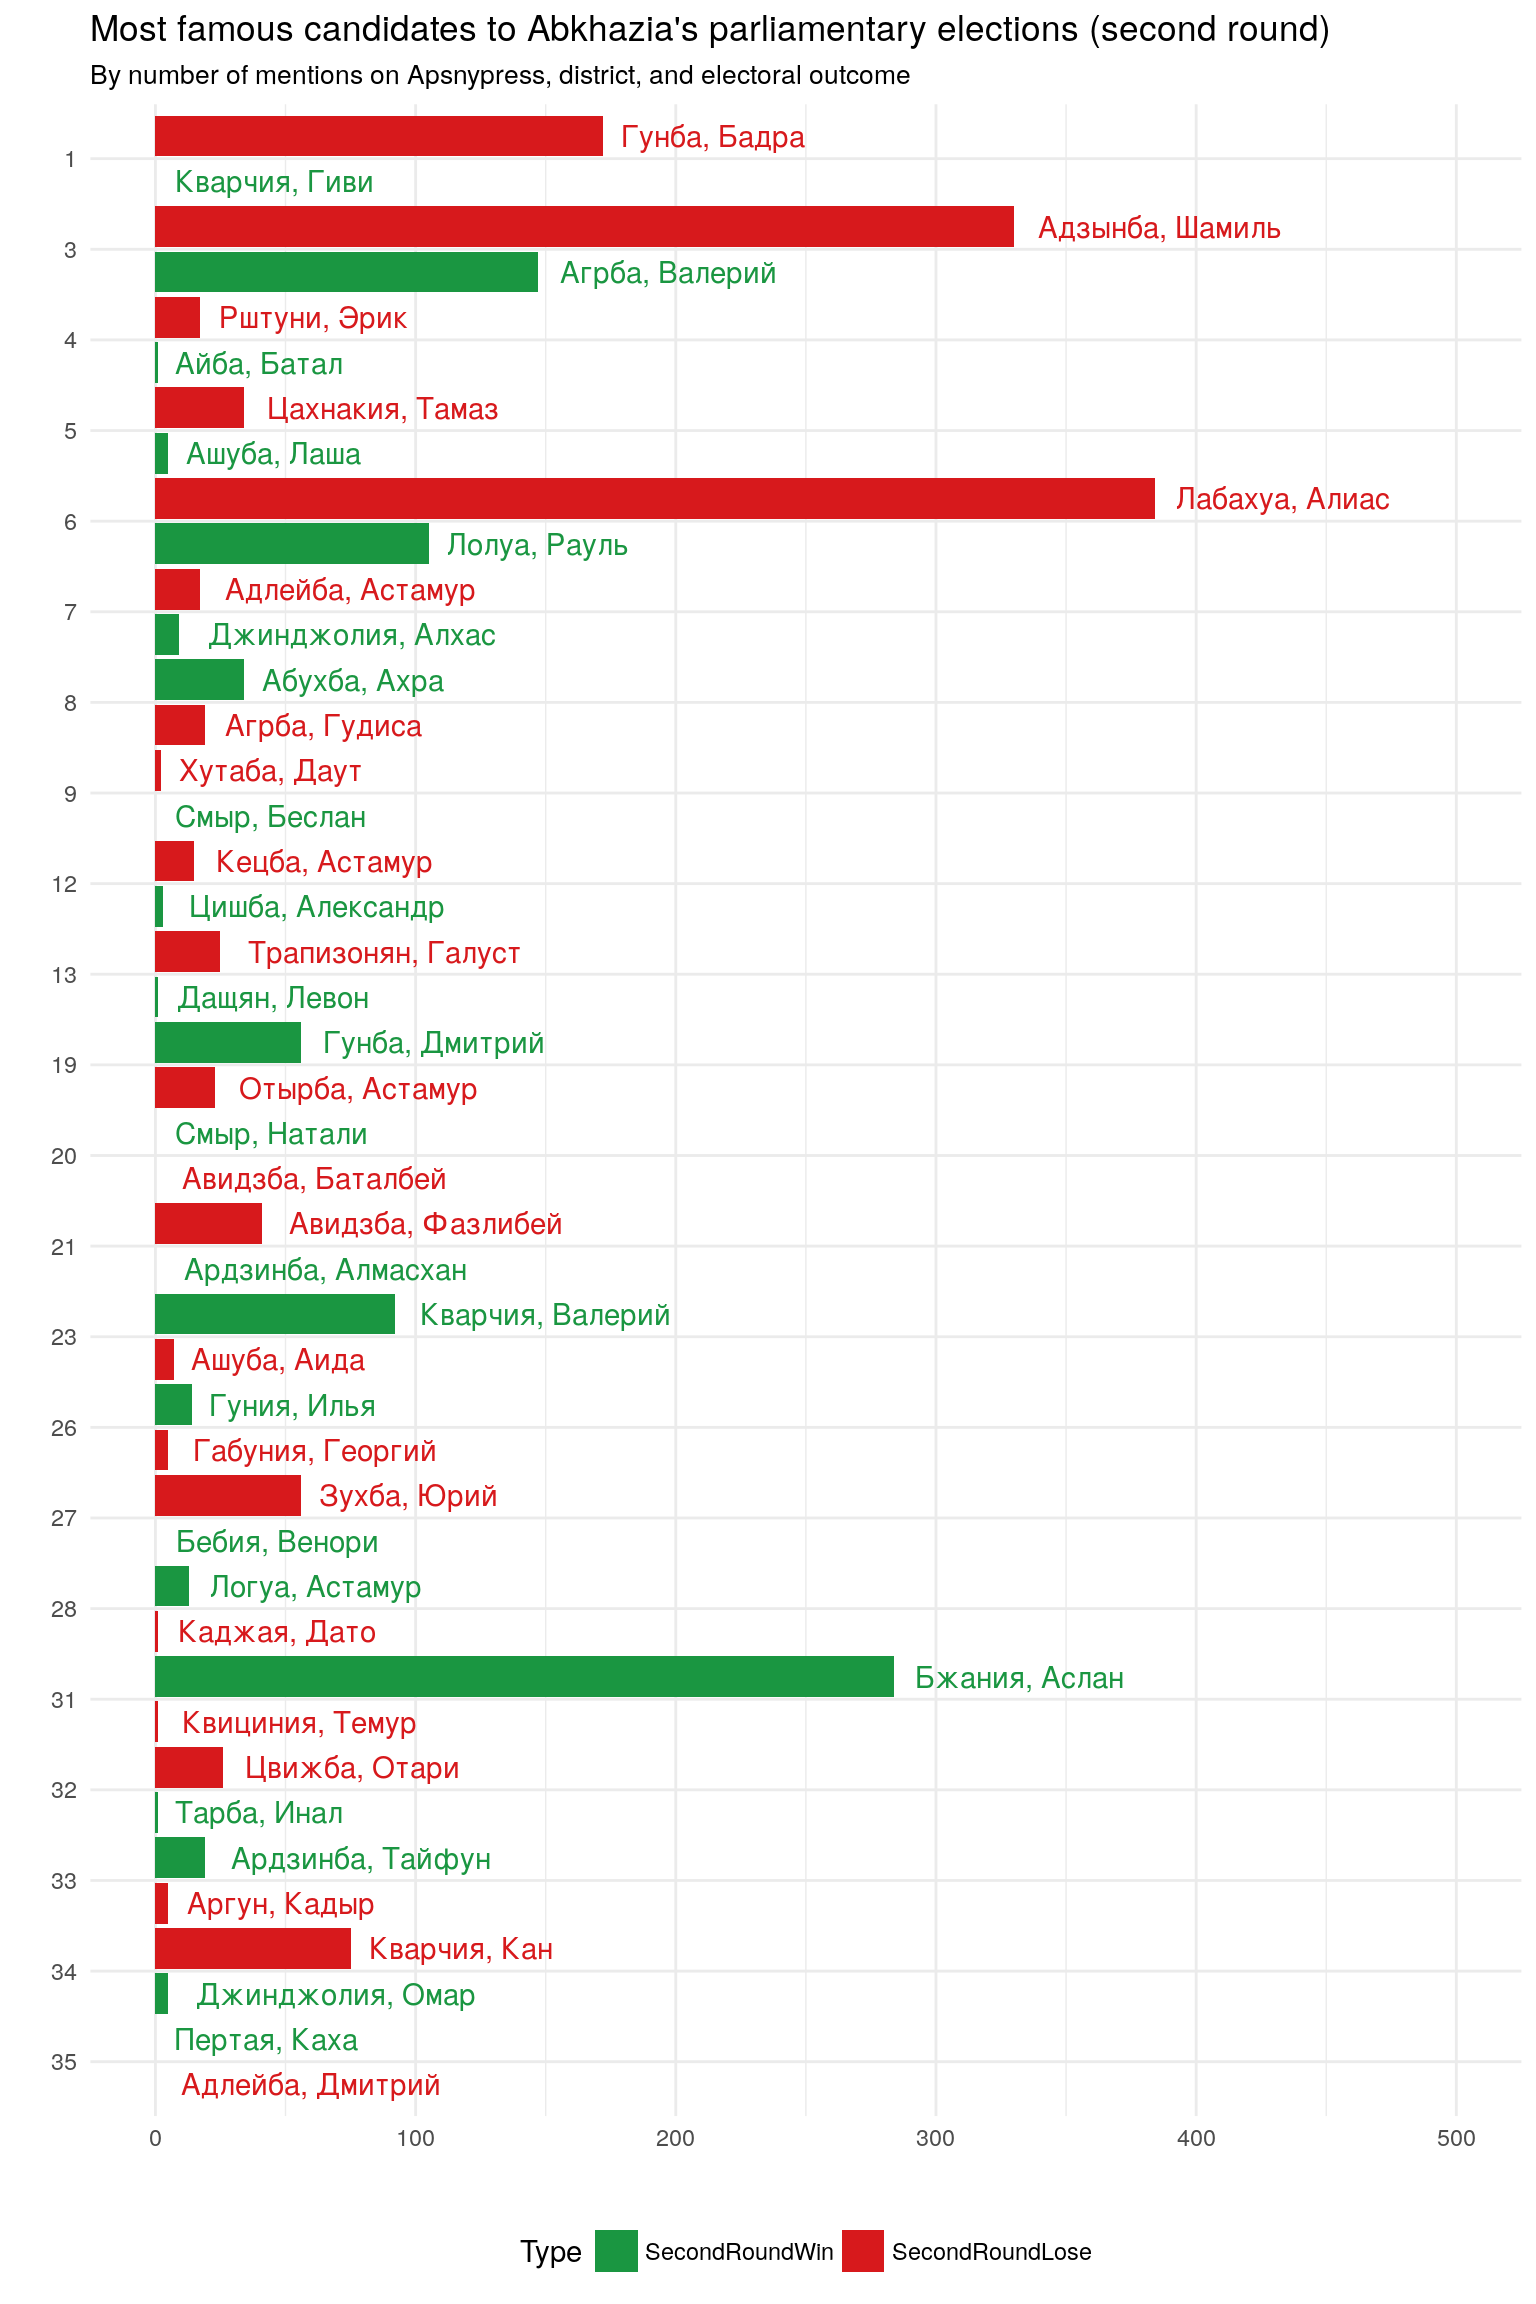 Most famous candidates to Abkhazia's parliamentary elections (second round)
By number of mentions on Apsnypress, district, and electoral outcome
Гунба, Бадра
1
Кварчия, Гиви
Адзынба, Шамиль
3
Агрба, Валерий
Рштуни, Эрик
4
Айба, Батал
Цахнакия, Тамаз
5
Ашуба, Лаша
Лабахуа, Алиас
6
Лолуа, Рауль
Адлейба, Астамур
7
Джинджолия, Алхас
Абухба, Ахра
8
Агрба, Гудиса
Хутаба, Даут
9
Смыр, Беслан
Кецба, Астамур
12
Цишба, Александр
Трапизонян, Галуст
13
Дащян, Левон
Гунба, Дмитрий
19
Отырба, Астамур
Смыр, Натали
20
Авидзба, Баталбей
Авидзба, Фазлибей
21
Ардзинба, Алмасхан
Кварчия, Валерий
23
Ашуба, Аида
Гуния, Илья
26
Габуния, Георгий
Зухба, Юрий
27
Бебия, Венори
Логуа, Астамур
28
Каджая, Дато
Бжания, Аслан
31
Квициния, Темур
Цвижба, Отари
32
Тарба, Инал
Ардзинба, Тайфун
33
Аргун, Кадыр
Кварчия, Кан
34
Джинджолия, Омар
Пертая, Каха
35
Адлейба, Дмитрий
0 100 200 300 400 500
Type SecondRoundWin SecondRoundLose